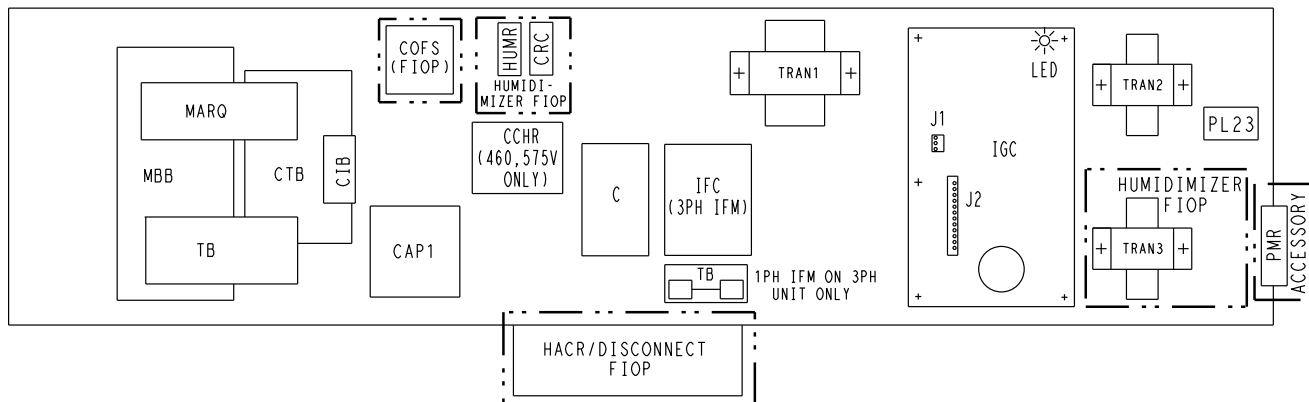 COFS
(FIOP)
HUMR
CRC
HUMIDI-
MIZER FIOP
TRAN1
LED
TRAN2
MARQ
PL23
J1
CCHR
(460,575V
ONLY)
IGC
MBB
CTB
CIB
C
IFC
(3PH IFM)
J2
HUMIDIMIZER
FIOP
TB
CAP1
TRAN3
PMR
ACCESSORY
TB
1PH IFM ON 3PH
UNIT ONLY
HACR/DISCONNECT
FIOP